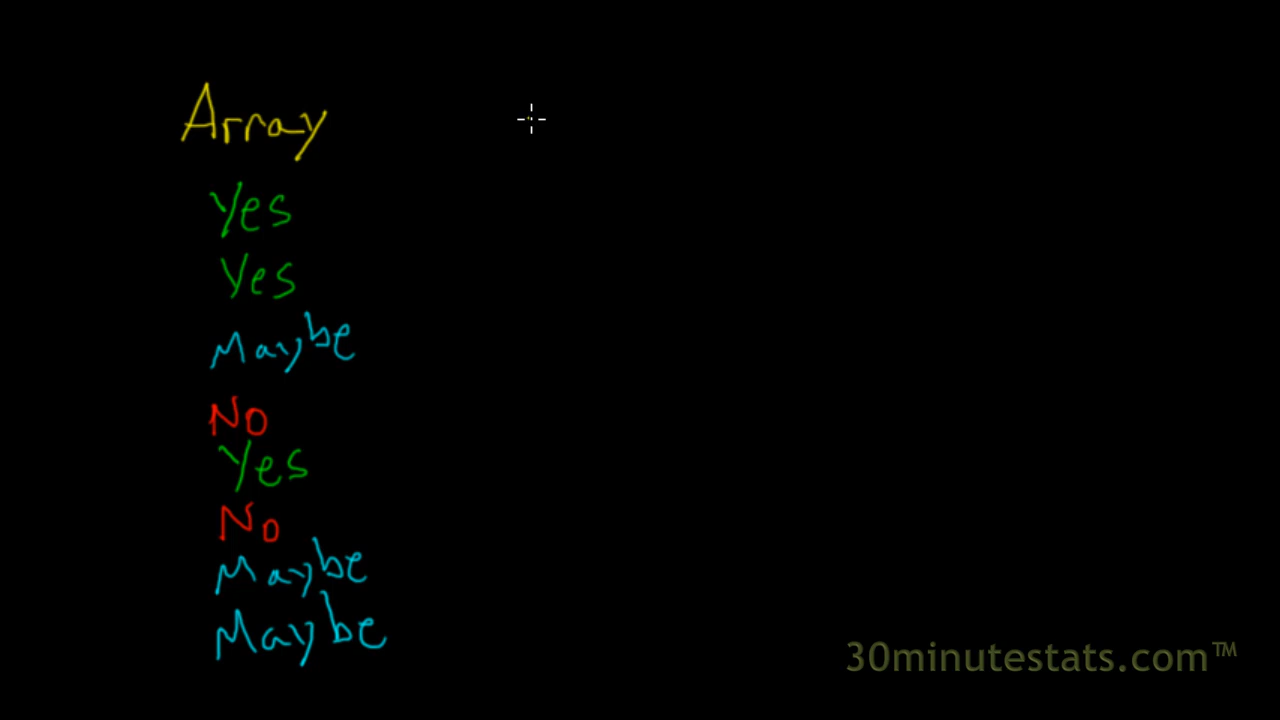 Array
Yes
Yes
Maybe
No
Yes
No
Maybe
Maybe
30minutestats.com™